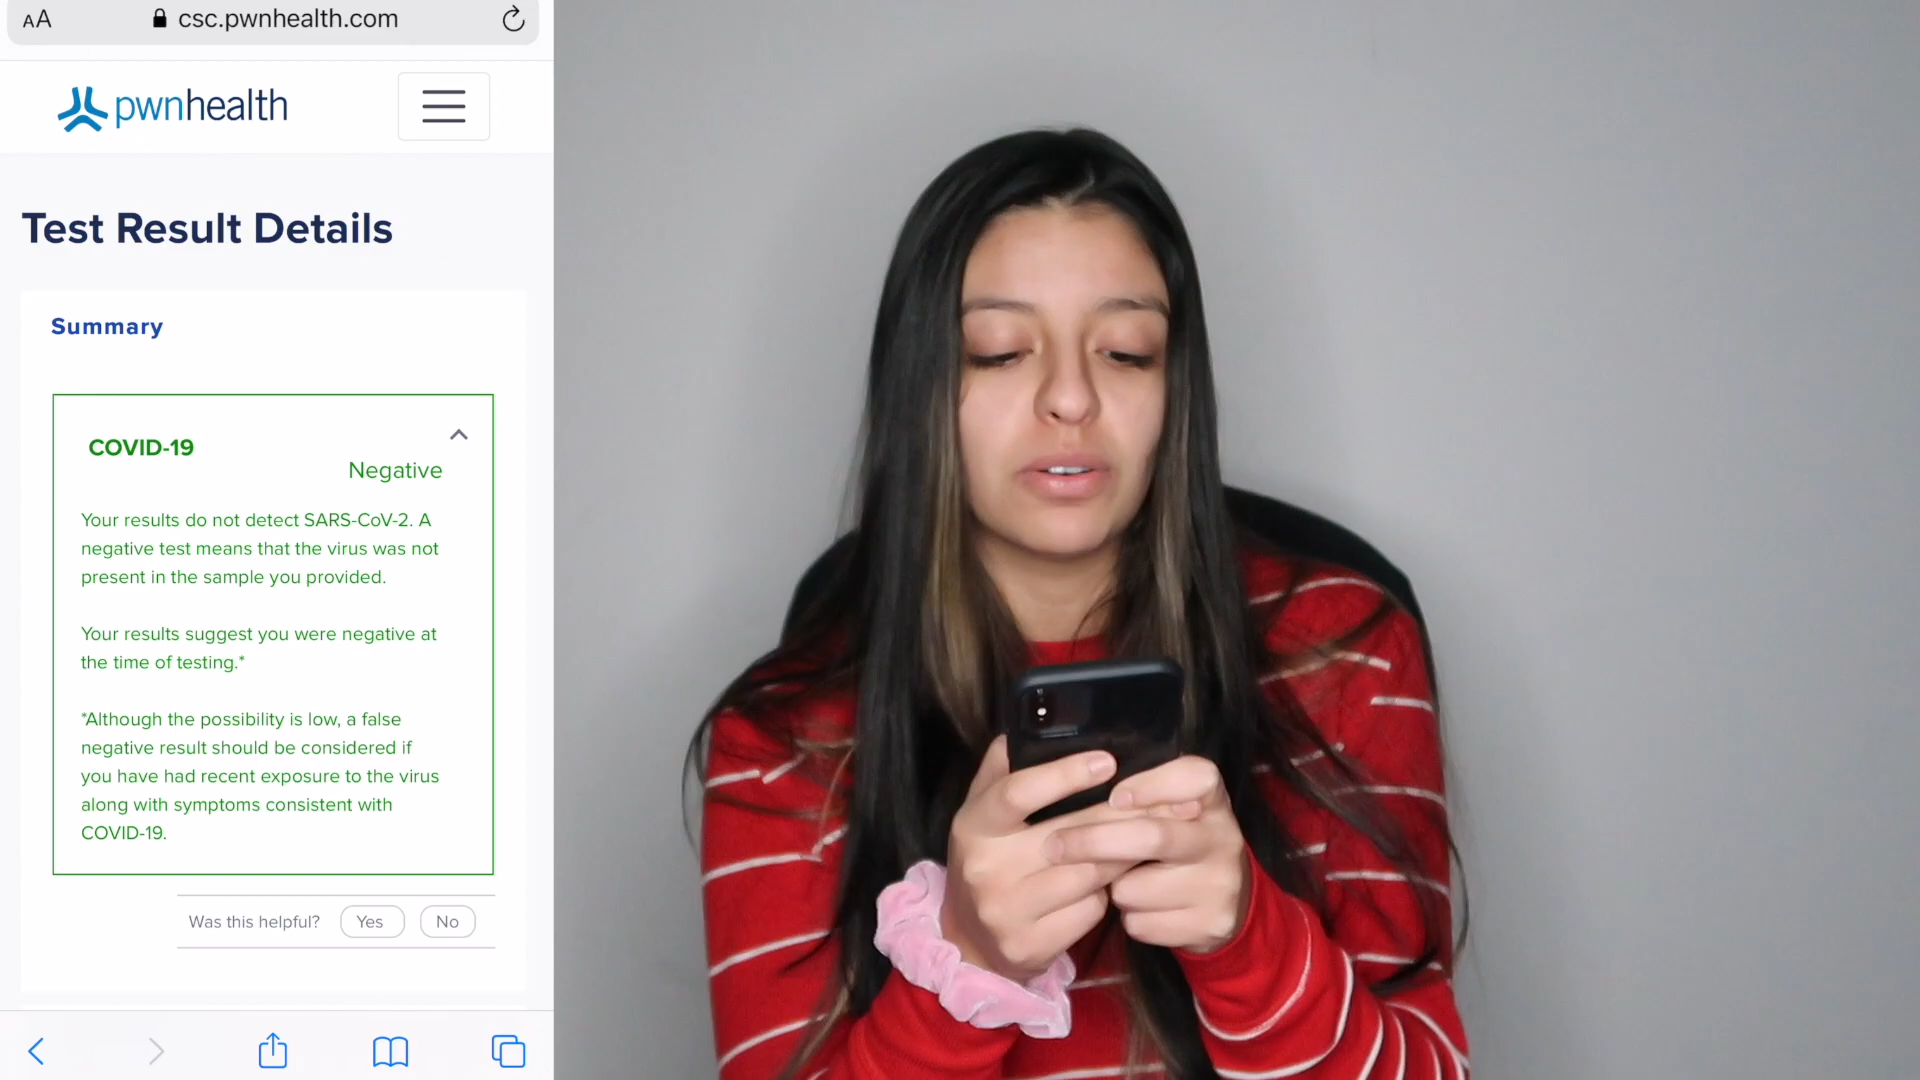 AA csc.pwnhealth.com
pwnhealth
Test Result Details
Summary
COVID-19
Negative
Your results do not detect SARS-CoV-2. A
negative test means that the virus was not
present in the sample you provided.
Your results suggest you were negative at
the time of testing.*
*Although the possibility is low, a false
negative result should be considered if
you have had recent exposure to the virus
along with symptoms consistent with
COVID-19.
Was this helpful? Yes No